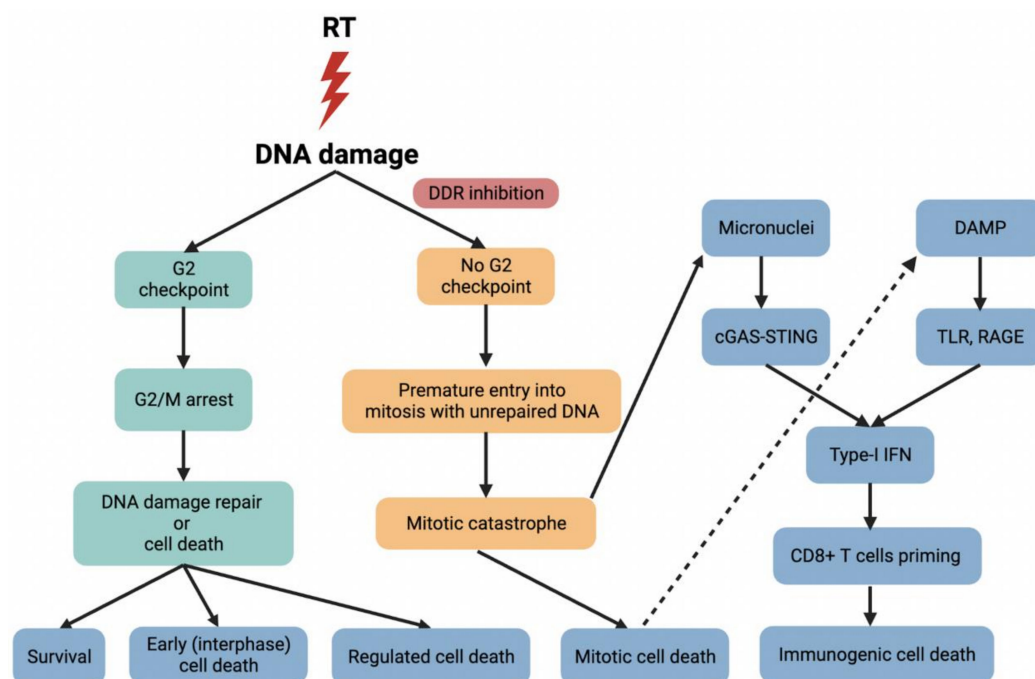 RT
DNA damage
DDR inhibition
G2
checkpoint
No G2
checkpoint
Micronuclei
DAMP
G2/M arrest
Premature entry into
mitosis with unrepaired DNA
cGAS-STING
TLR, RAGE
DNA damage repair
or
cell death
Mitotic catastrophe
Type-I IFN
CD8+ T cells priming
Survival
Early (interphase)
cell death
Regulated cell death
Mitotic cell death
Immunogenic cell death